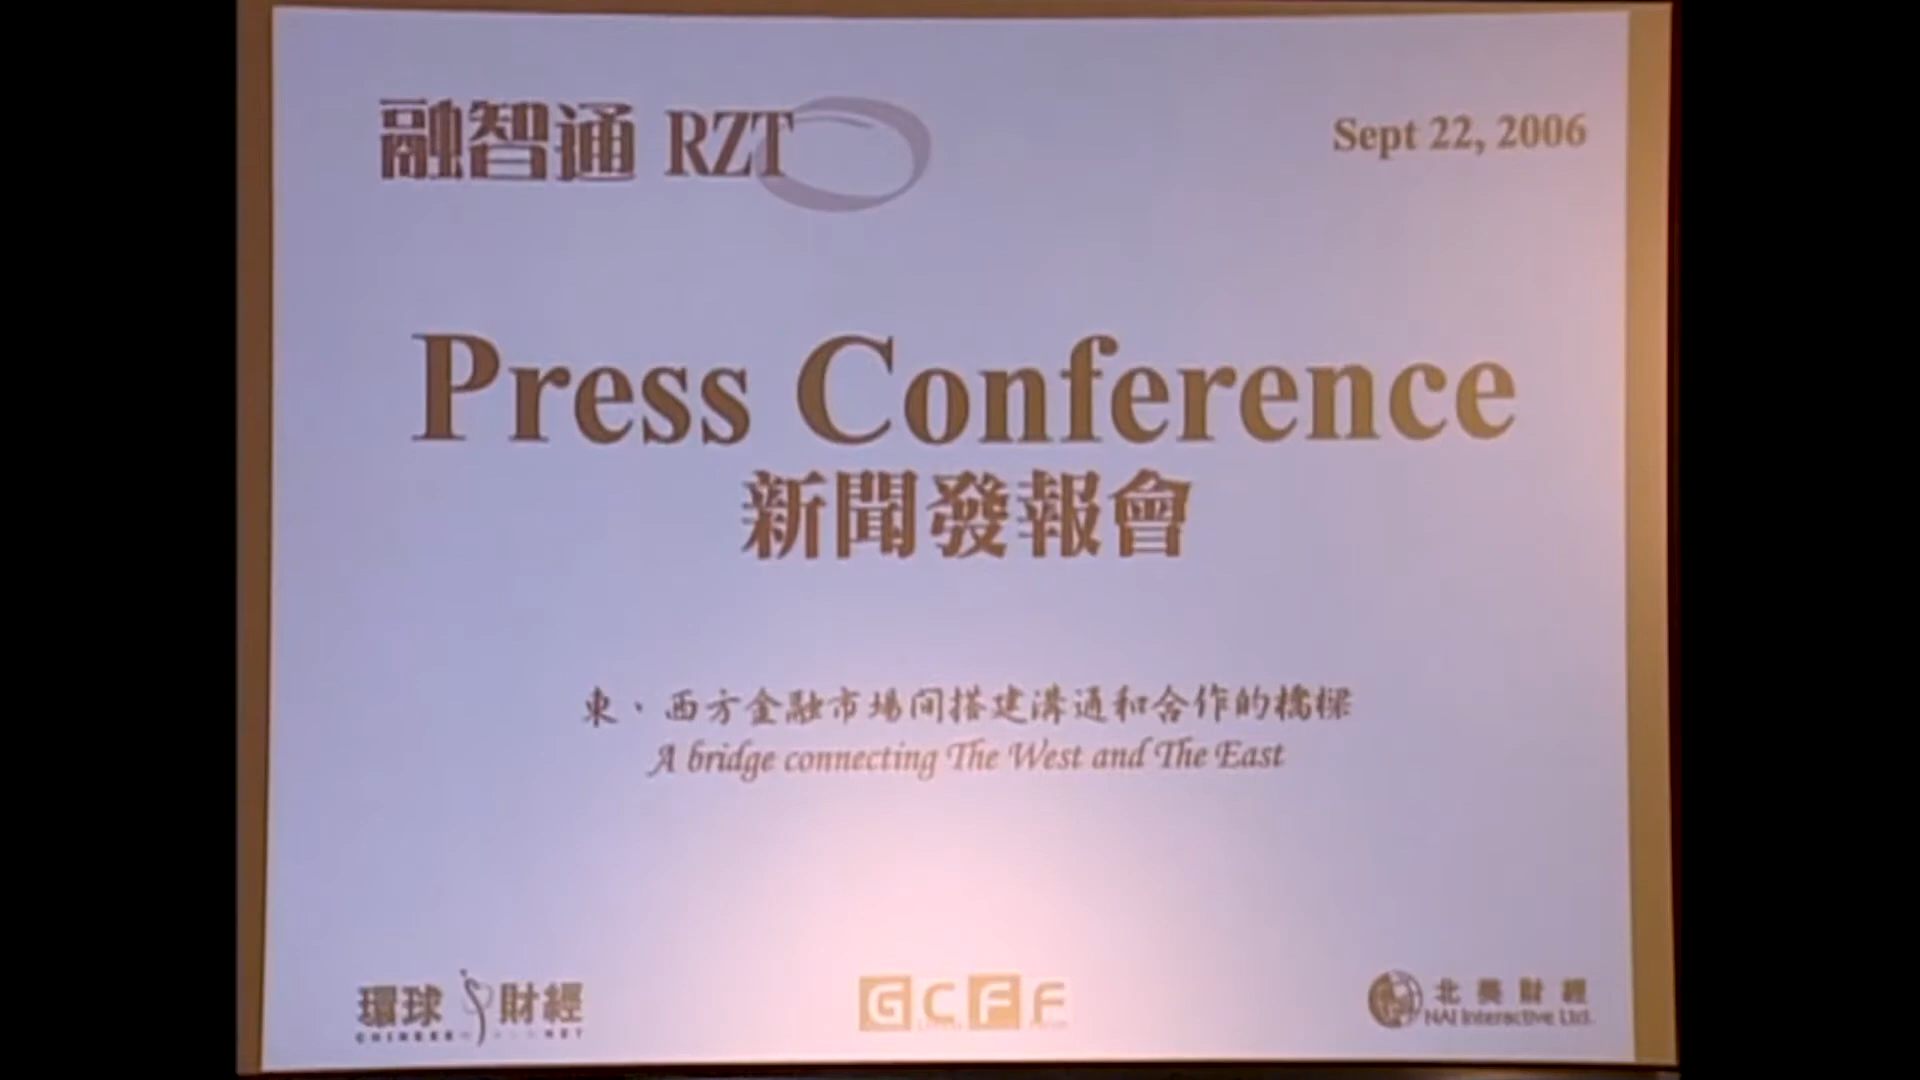 融智通 RZT
Sept 22, 2006
Press Conference
新聞發報會
東、西方金融市場间搭建溝通和合作的橋樑
A bridge connecting The West and The East
環球財經
GCFF
北美財經
NAI Interactive Ltd.